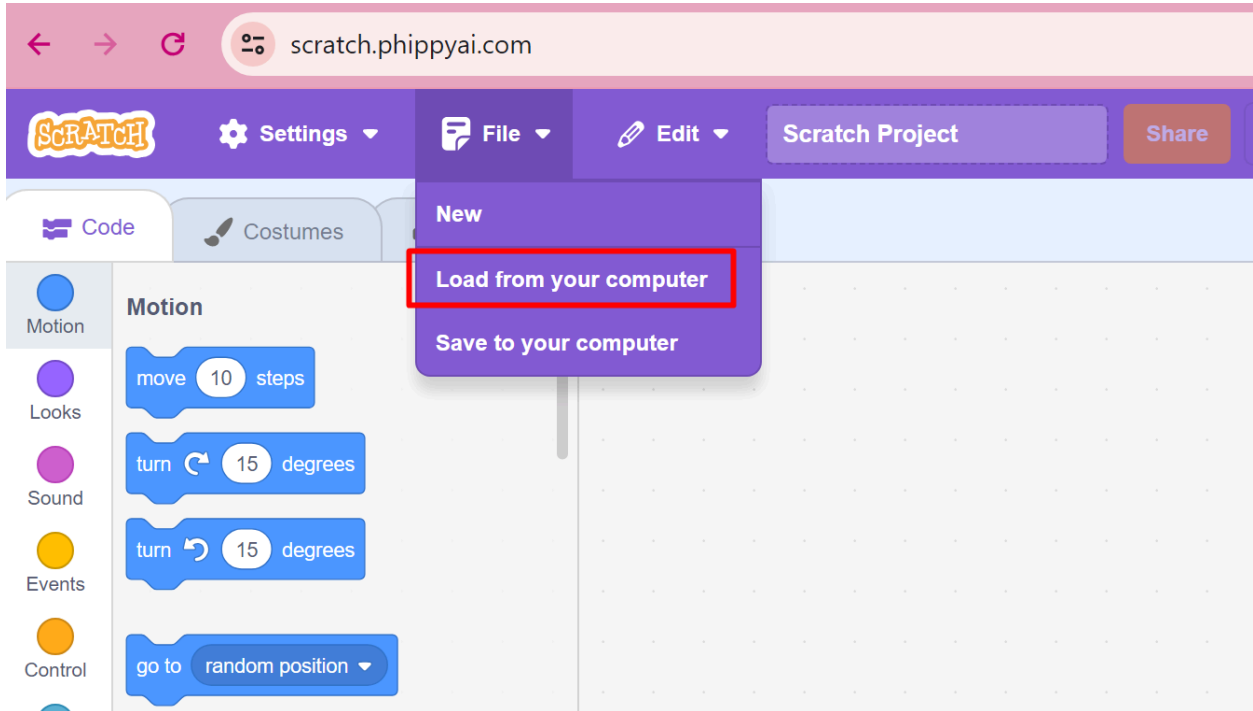 scratch.phippyai.com
SCRATCH Settings File Edit Scratch Project Share
Code Costumes
New
Load from your computer
Save to your computer
Motion
Looks
Sound
Events
Control
Motion
move 10 steps
turn 15 degrees
turn 15 degrees
go to random position